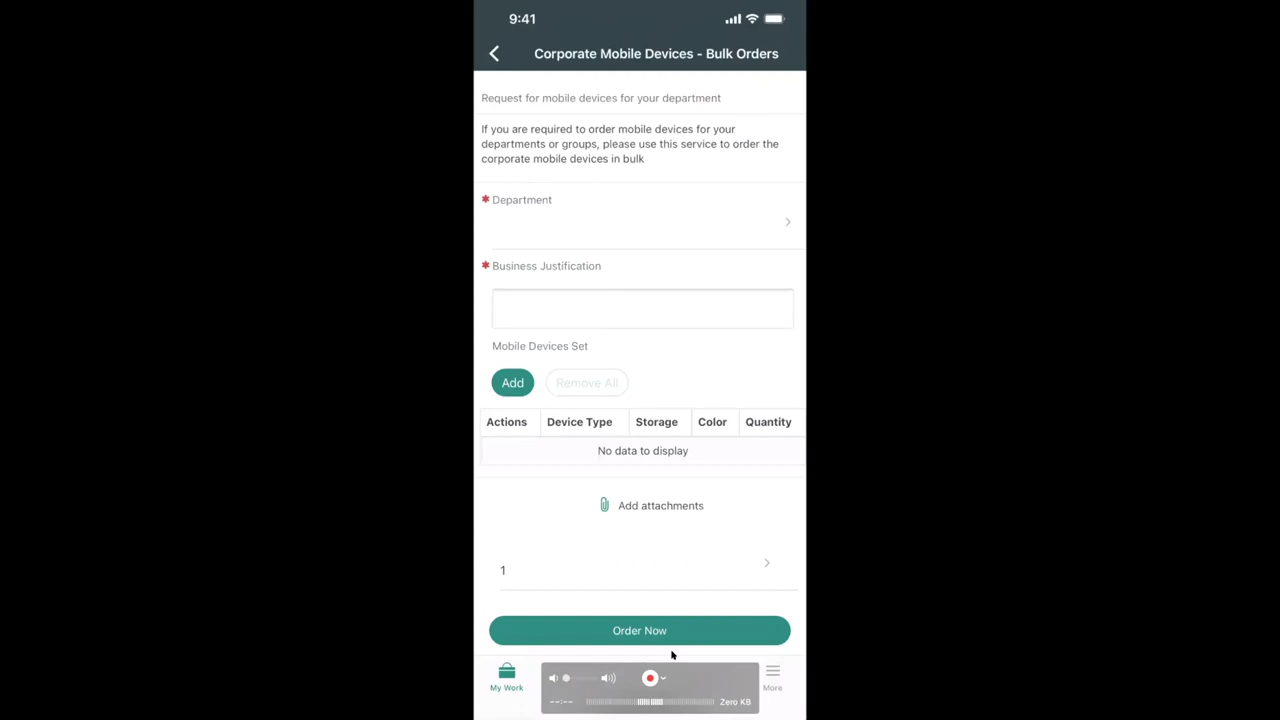 9:41
Corporate Mobile Devices - Bulk Orders
Request for mobile devices for your department
If you are required to order mobile devices for your
departments or groups, please use this service to order the
corporate mobile devices in bulk
* Department
* Business Justification
Mobile Devices Set
Add Remove All
Actions Device Type Storage Color Quantity
No data to display
Add attachments
1
Order Now
My Work More
--:-- Zero KB